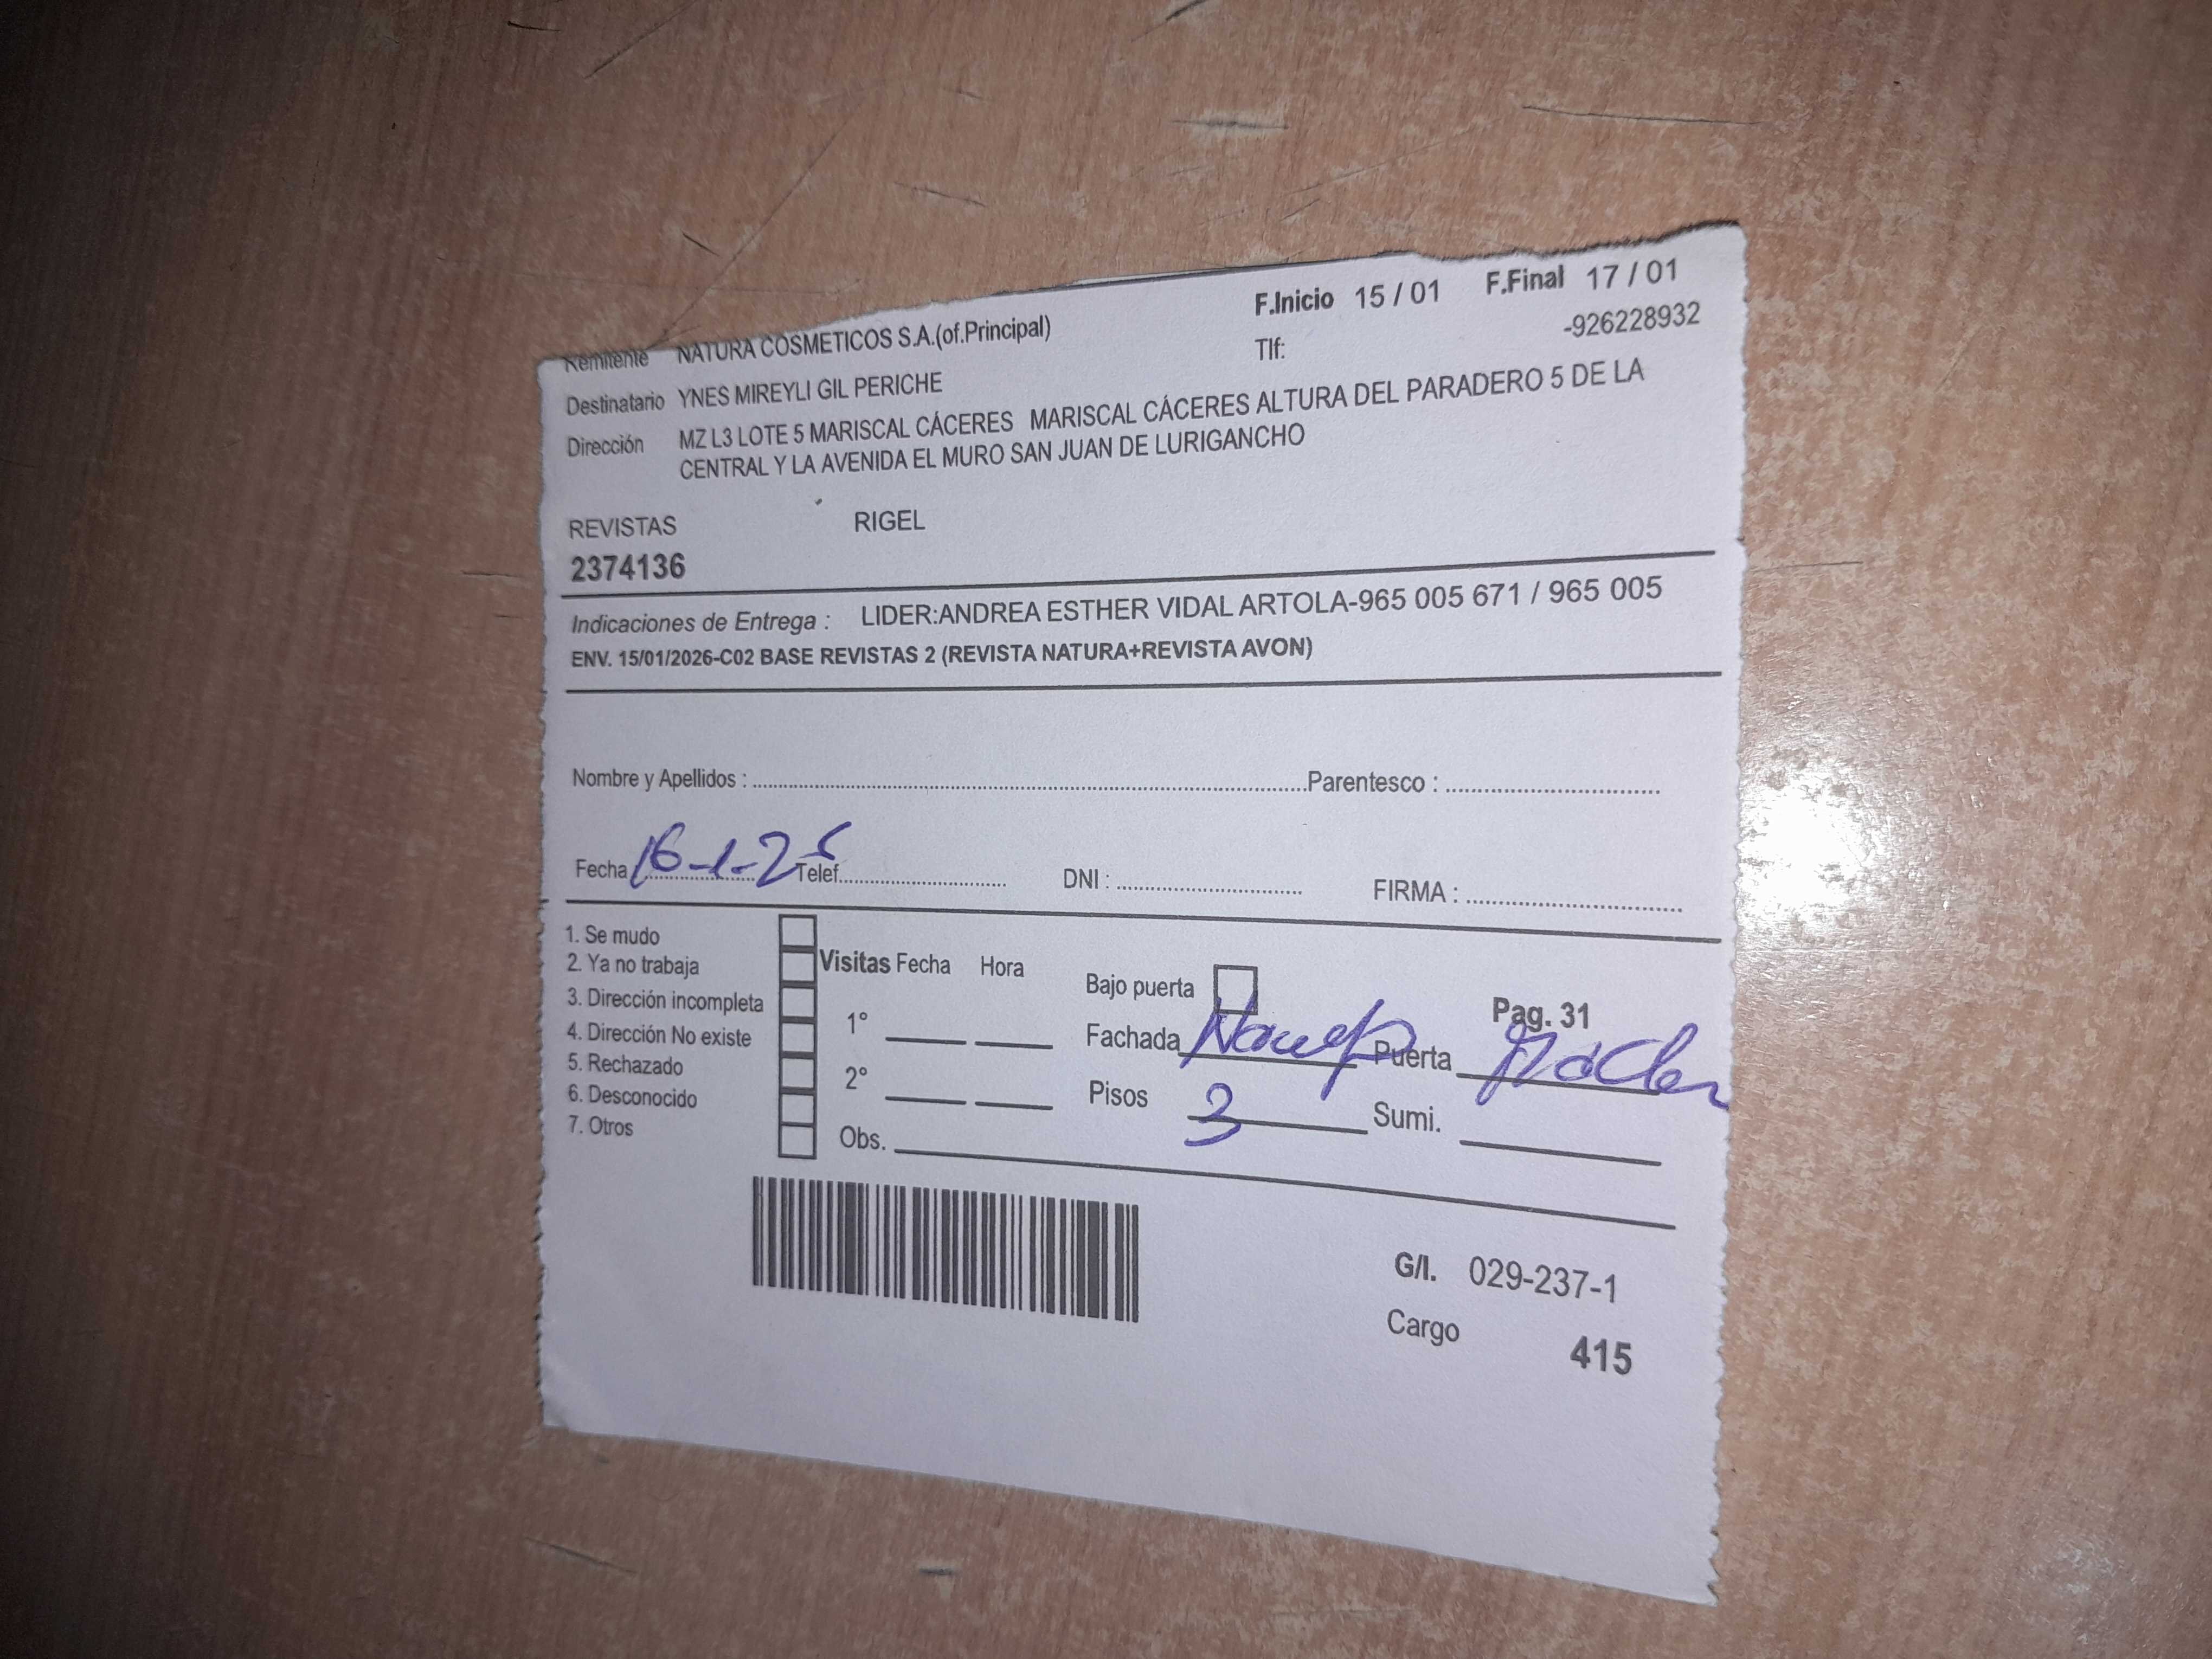 F.Inicio 15 / 01 F.Final 17 / 01
Remitente NATURA COSMETICOS S.A.(of.Principal)
Tlf: -926228932
Destinatario YNES MIREYLI GIL PERICHE
Dirección MZ L3 LOTE 5 MARISCAL CÁCERES MARISCAL CÁCERES ALTURA DEL PARADERO 5 DE LA
CENTRAL Y LA AVENIDA EL MURO SAN JUAN DE LURIGANCHO
REVISTAS RIGEL
2374136
Indicaciones de Entrega : LIDER:ANDREA ESTHER VIDAL ARTOLA-965 005 671 / 965 005
ENV. 15/01/2026-C02 BASE REVISTAS 2 (REVISTA NATURA+REVISTA AVON)
Nombre y Apellidos : Parentesco :
Fecha 16-1-26 Telef. DNI : FIRMA :
1. Se mudo
2. Ya no trabaja
3. Dirección incompleta
4. Dirección No existe
5. Rechazado
6. Desconocido
7. Otros
Visitas Fecha Hora
1°
2°
Obs.
Bajo puerta
Pag. 31
Fachada Puerta
Pisos 3 Sumi.
G/I. 029-237-1
Cargo 415